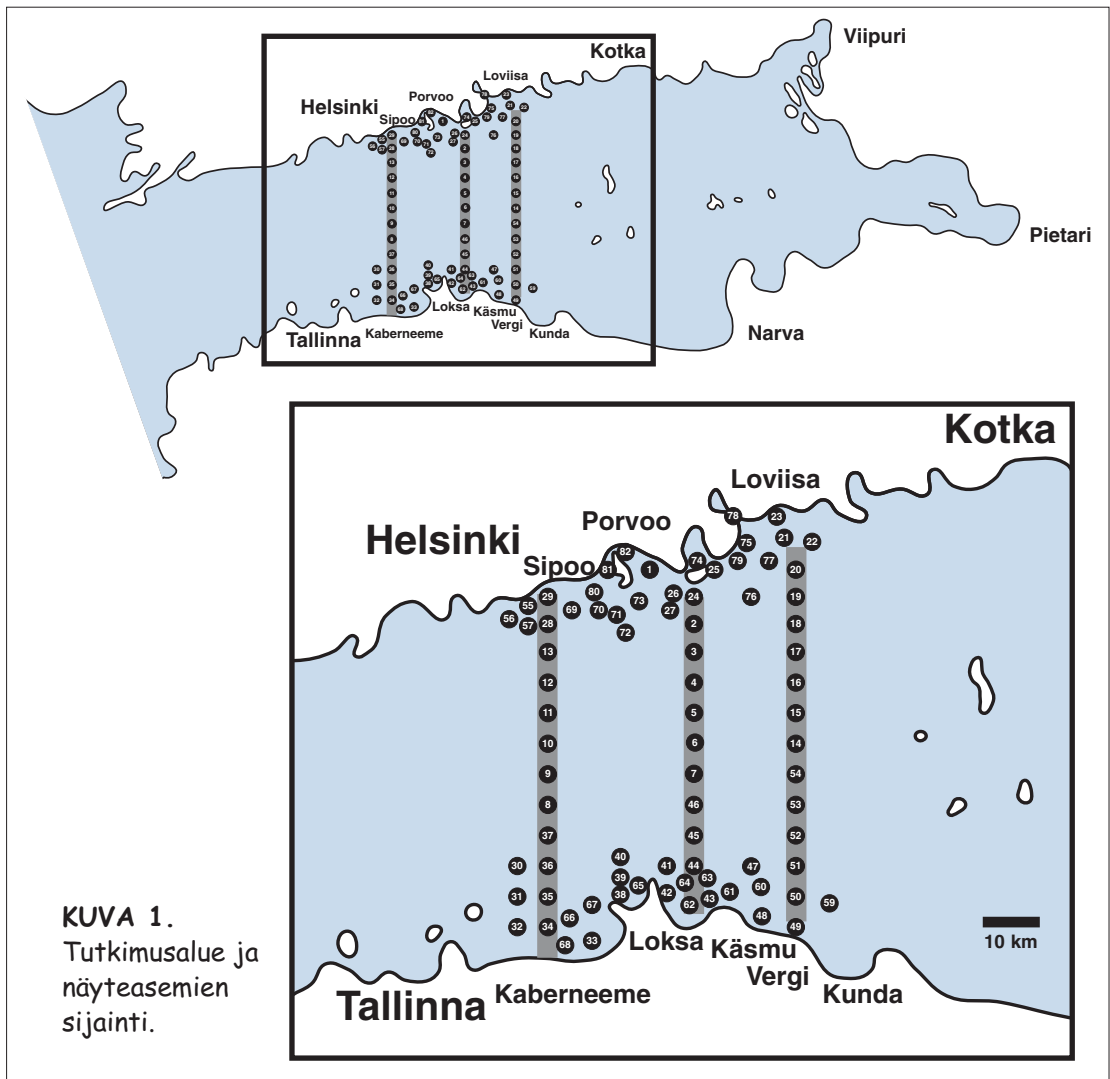 Viipuri
Kotka
Loviisa
Porvoo
Helsinki
Sipoo
Pietari
Narva
Loksa
Käsmu
Vergi
Kunda
Kaberneeme
Tallinna
Kotka
Loviisa
78 23
Porvoo
75 21 22
Helsinki
82
Sipoo 81 1 74 25 79 77 20
80 73 26 24 76 19
55 29
56 57 28 69 70 71 27 2 18
72
13 3 17
12 4 16
11 5 15
10 6 14
9 7 54
8 46 53
37 45 52
40
30 36 41 44 47 51
39 65 64 63 60
31 35 38 42 43 61 50 59
67 62
66 48
32 34 49
68 33
10 km
Loksa Käsmu
Vergi
Kaberneeme Kunda
Tallinna
KUVA 1.
Tutkimusalue ja
näyteasemien
sijainti.